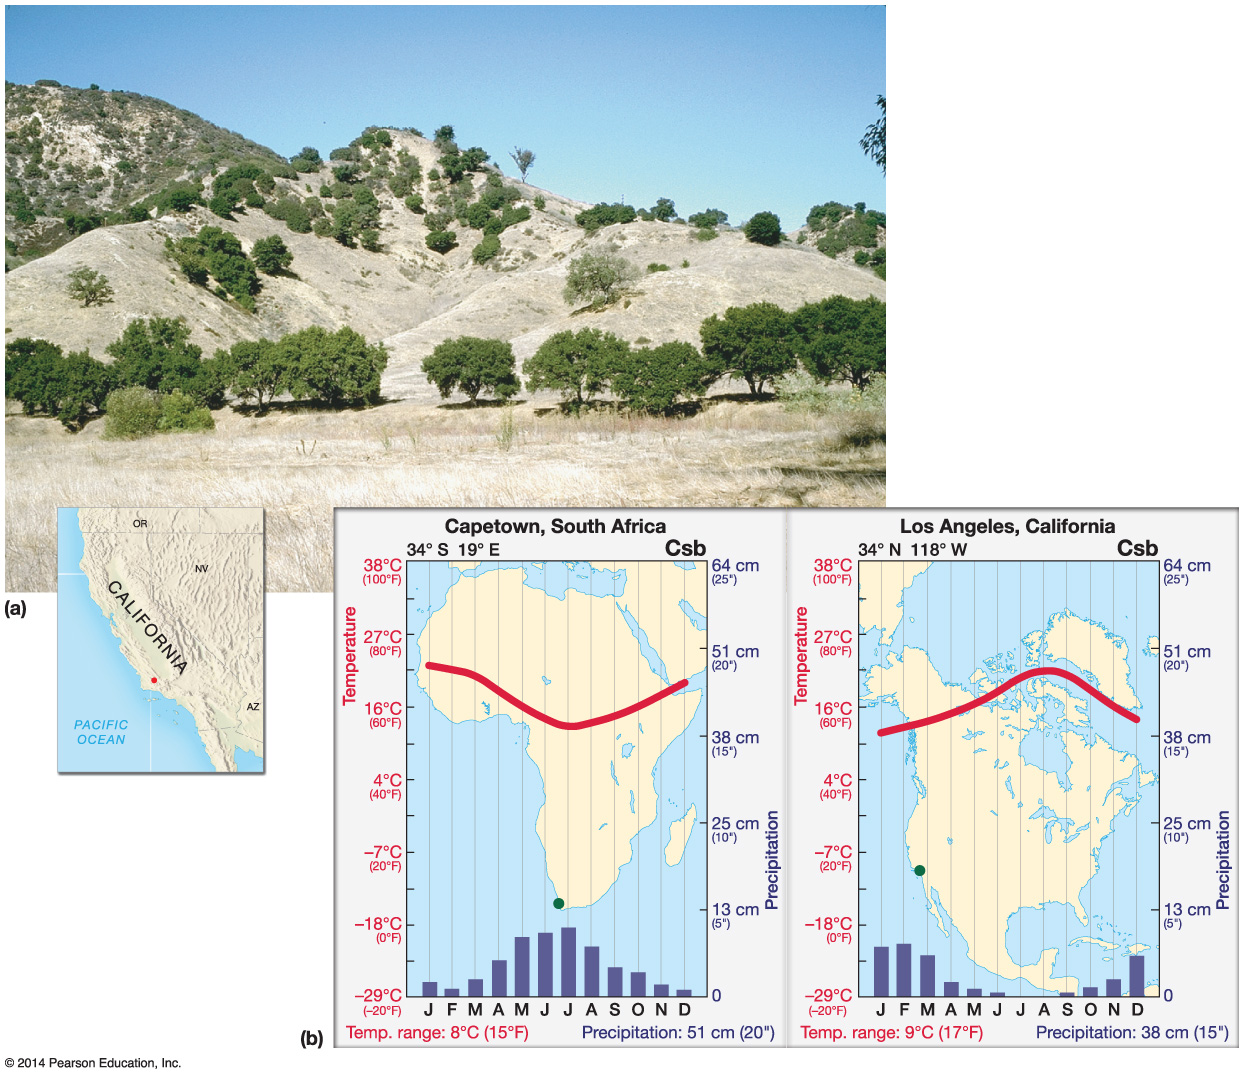 (a)
OR
NV
CALIFORNIA
AZ
PACIFIC
OCEAN
Capetown, South Africa
34° S 19° E
Csb
38°C
(100°F)
27°C
(80°F)
16°C
(60°F)
4°C
(40°F)
–7°C
(20°F)
–18°C
(0°F)
–29°C
(–20°F)
Temperature
64 cm
(25")
51 cm
(20")
38 cm
(15")
25 cm
(10")
13 cm
(5")
0
Precipitation
J F M A M J J A S O N D
Temp. range: 8°C (15°F)
Precipitation: 51 cm (20")
Los Angeles, California
34° N 118° W
Csb
38°C
(100°F)
27°C
(80°F)
16°C
(60°F)
4°C
(40°F)
–7°C
(20°F)
–18°C
(0°F)
–29°C
(–20°F)
Temperature
64 cm
(25")
51 cm
(20")
38 cm
(15")
25 cm
(10")
13 cm
(5")
0
Precipitation
J F M A M J J A S O N D
Temp. range: 9°C (17°F)
Precipitation: 38 cm (15")
(b)
© 2014 Pearson Education, Inc.